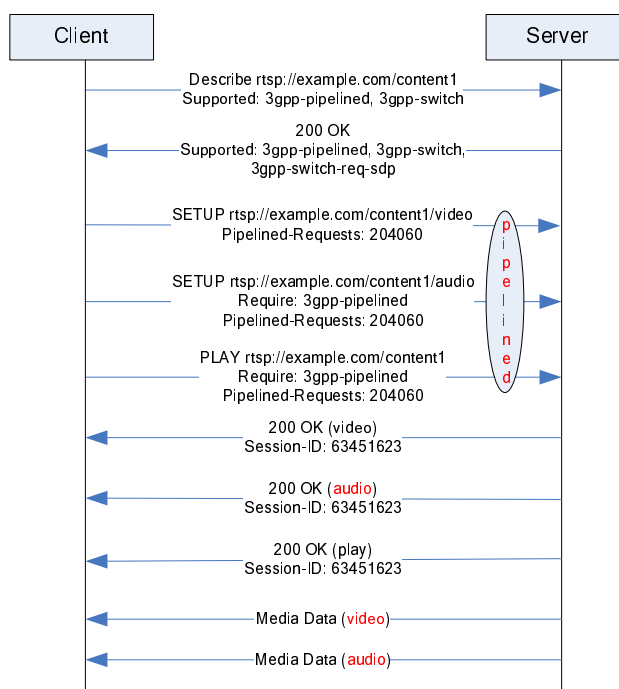 Client
Server
Describe rtsp://example.com/content1
Supported: 3gpp-pipelined, 3gpp-switch
200 OK
Supported: 3gpp-pipelined, 3gpp-switch,
3gpp-switch-req-sdp
SETUP rtsp://example.com/content1/video
Pipelined-Requests: 204060
SETUP rtsp://example.com/content1/audio
Require: 3gpp-pipelined
Pipelined-Requests: 204060
PLAY rtsp://example.com/content1
Require: 3gpp-pipelined
Pipelined-Requests: 204060
pipelined
200 OK (video)
Session-ID: 63451623
200 OK (audio)
Session-ID: 63451623
200 OK (play)
Session-ID: 63451623
Media Data (video)
Media Data (audio)